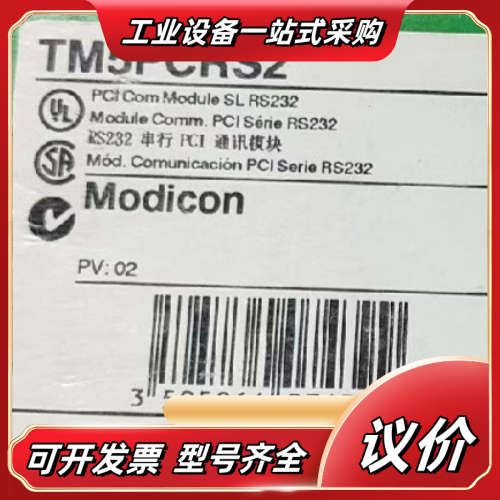 工业设备一站式采购
TM5PCRS2
PCI Com Module SL RS232
Module Comm. PCI Série RS232
RS232 串行 PCI 通讯模块
Mód. Comunicación PCI Serie RS232
Modicon
PV: 02
3
可开发票 型号齐全
议价